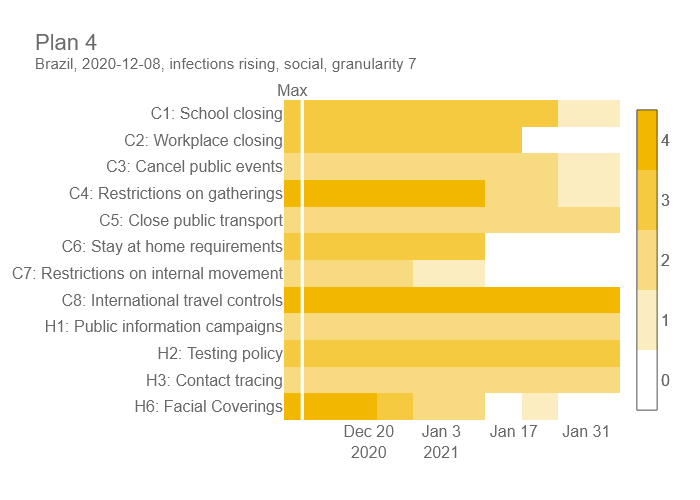 Plan 4
Brazil, 2020-12-08, infections rising, social, granularity 7
Max
C1: School closing
C2: Workplace closing
C3: Cancel public events
C4: Restrictions on gatherings
C5: Close public transport
C6: Stay at home requirements
C7: Restrictions on internal movement
C8: International travel controls
H1: Public information campaigns
H2: Testing policy
H3: Contact tracing
H6: Facial Coverings
4
3
2
1
0
Dec 20 Jan 3 Jan 17 Jan 31
2020 2021